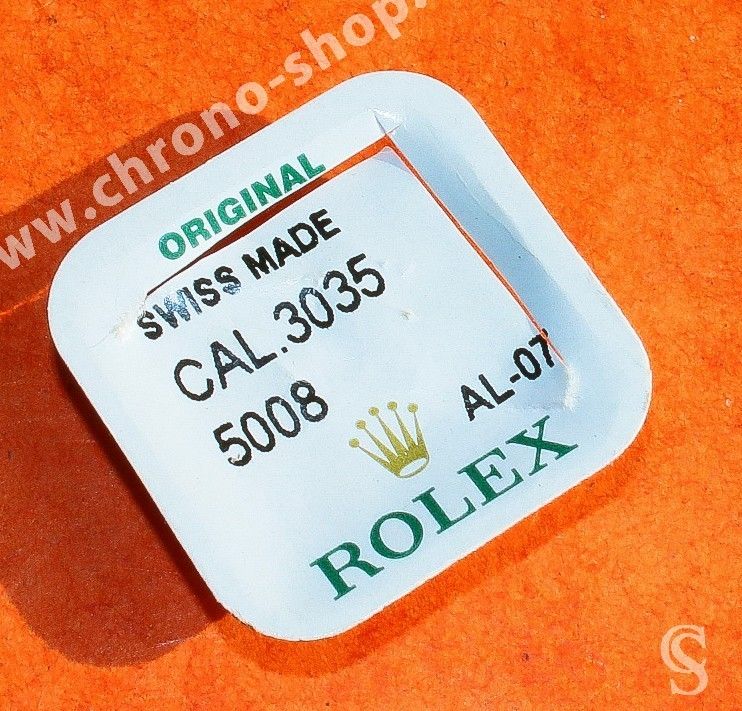 www.chrono-shop.
ORIGINAL
SWISS MADE
CAL.3035
5008
AL-07
ROLEX